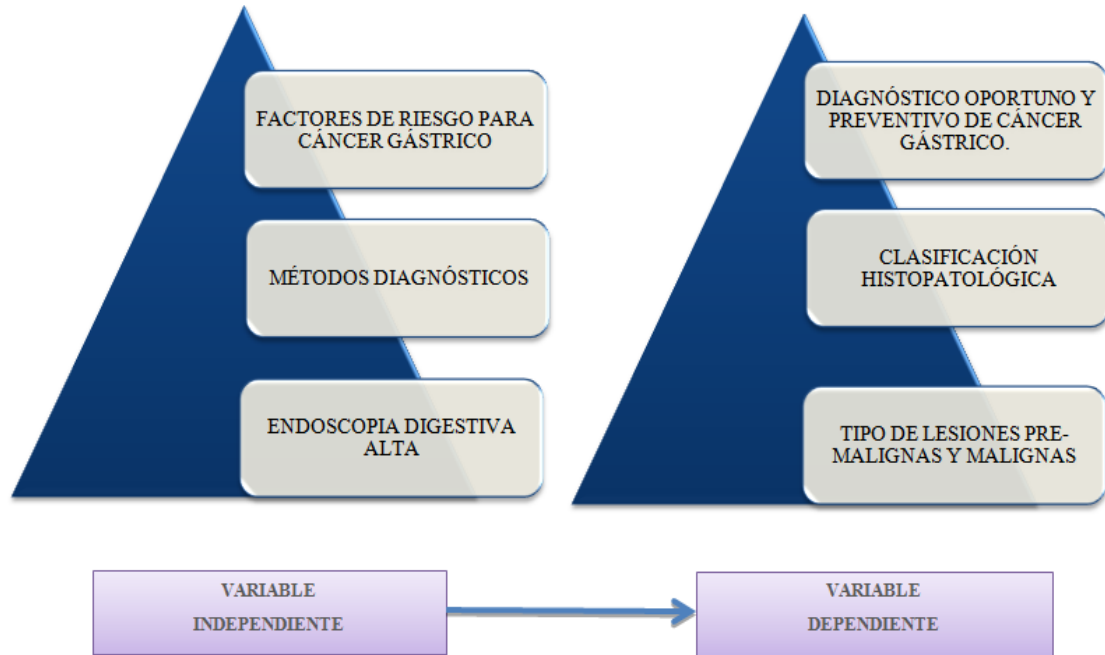 FACTORES DE RIESGO PARA
CÁNCER GÁSTRICO
MÉTODOS DIAGNÓSTICOS
ENDOSCOPIA DIGESTIVA
ALTA
DIAGNÓSTICO OPORTUNO Y
PREVENTIVO DE CÁNCER
GÁSTRICO.
CLASIFICACIÓN
HISTOPATOLÓGICA
TIPO DE LESIONES PRE-
MALIGNAS Y MALIGNAS
VARIABLE
INDEPENDIENTE
VARIABLE
DEPENDIENTE